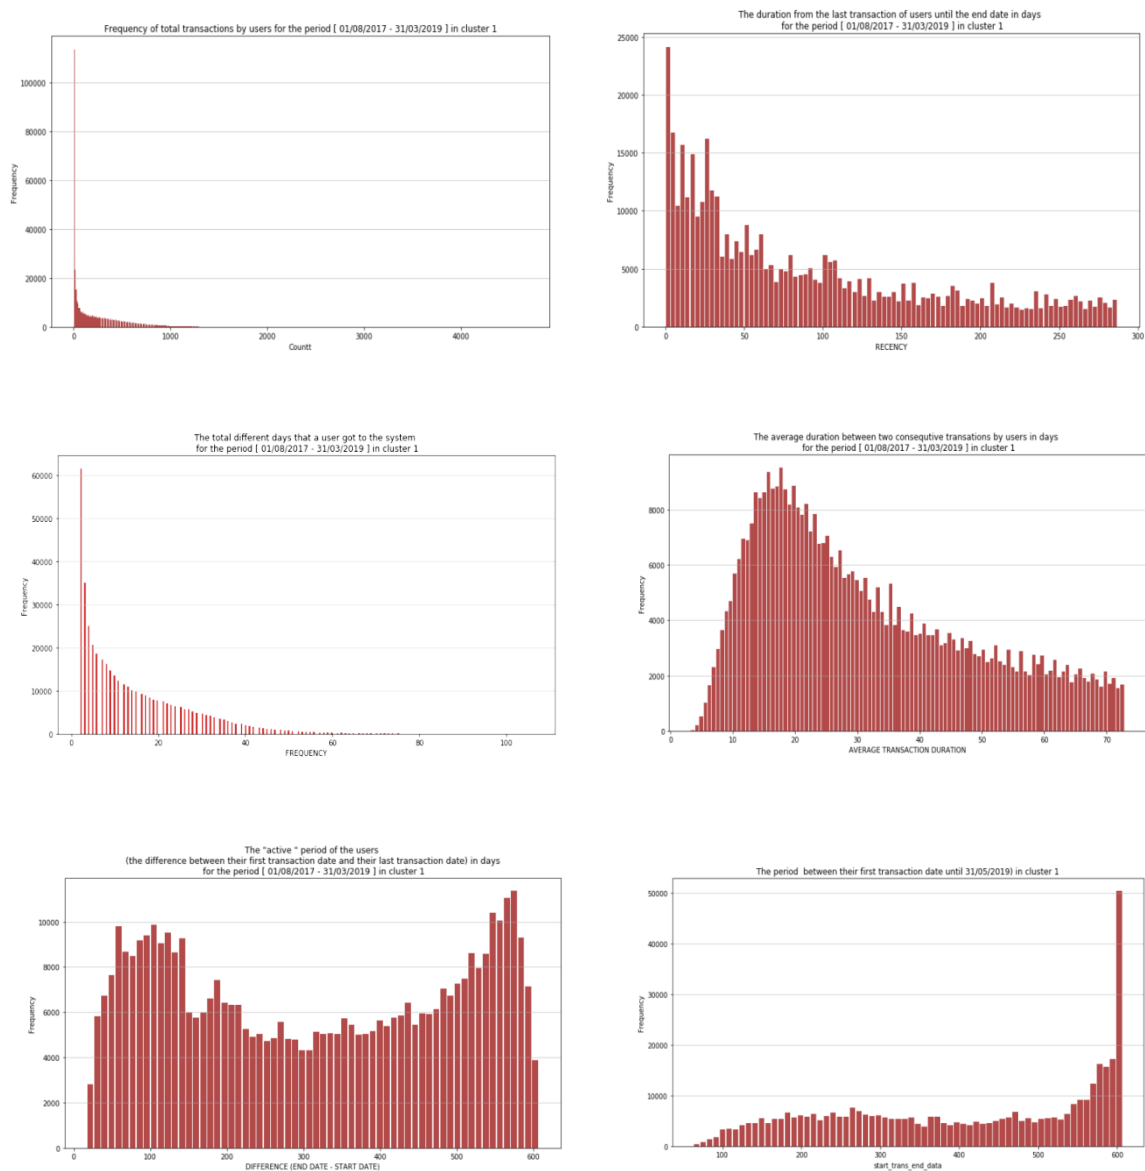 Frequency of total transactions by users for the period [ 01/08/2017 - 31/03/2019 ] in cluster 1
100000
80000
60000
40000
20000
0
Frequency
0 1000 2000 3000 4000
Countt
The duration from the last transaction of users until the end date in days
for the period [ 01/08/2017 - 31/03/2019 ] in cluster 1
25000
20000
15000
10000
5000
0
Frequency
0 50 100 150 200 250 300
RECENCY
The total different days that a user got to the system
for the period [ 01/08/2017 - 31/03/2019 ] in cluster 1
60000
50000
40000
30000
20000
10000
0
Frequency
0 20 40 60 80 100
FREQUENCY
The average duration between two consequtive transations by users in days
for the period [ 01/08/2017 - 31/03/2019 ] in cluster 1
8000
6000
4000
2000
0
Frequency
0 10 20 30 40 50 60 70
AVERAGE TRANSACTION DURATION
The "active " period of the users
(the difference between their first transaction date and their last transaction date) in days
for the period [ 01/08/2017 - 31/03/2019 ] in cluster 1
10000
8000
6000
4000
2000
0
Frequency
0 100 200 300 400 500 600
DIFFERENCE (END DATE - START DATE)
The period between their first transaction date until 31/05/2019) in cluster 1
50000
40000
30000
20000
10000
0
Frequency
100 200 300 400 500 600
start_trans_end_data